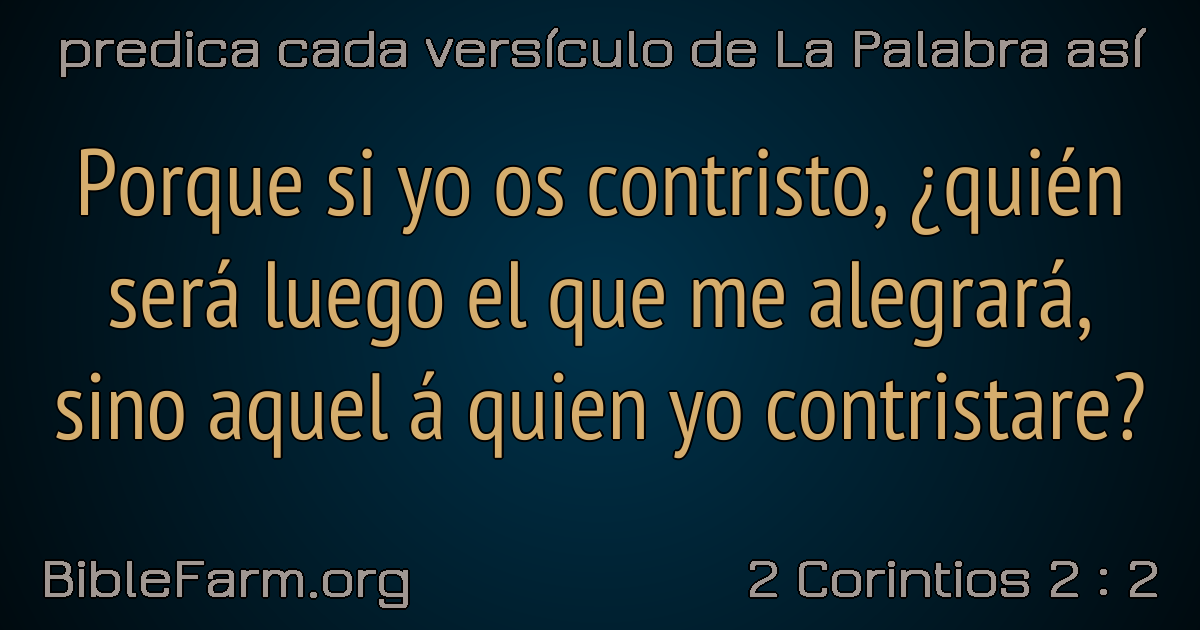 predica cada versículo de La Palabra así
Porque si yo os contristo, ¿quién
será luego el que me alegrará,
sino aquel á quien yo contristare?
BibleFarm.org
2 Corintios 2 : 2